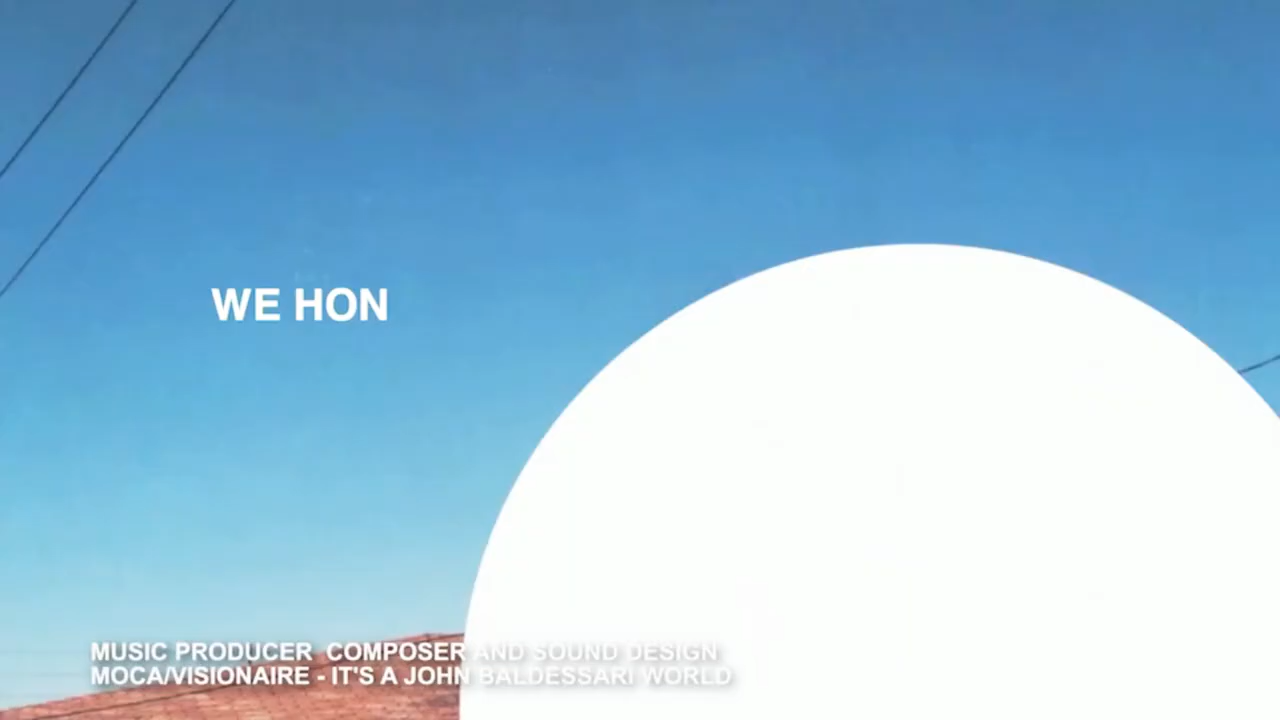 WE HON
MUSIC PRODUCER COMPOSER AND SOUND DESIGN
MOCA/VISIONAIRE - IT'S A JOHN BALDESSARI WORLD